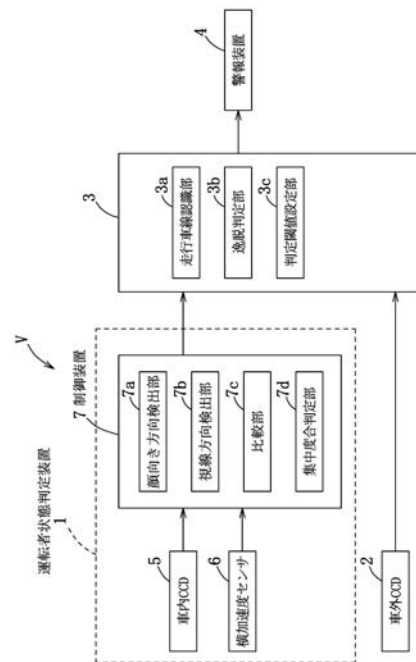 V
運転者状態判定装置
1
7 制御装置
7a
顔向き方向検出部
7b
視線方向検出部
7c
比較部
7d
集中度合判定部
5
車内CCD
6
横加速度センサ
2
車外CCD
3
3a
走行車線認識部
3b
逸脱判定部
3c
判定閾値設定部
4
警報装置